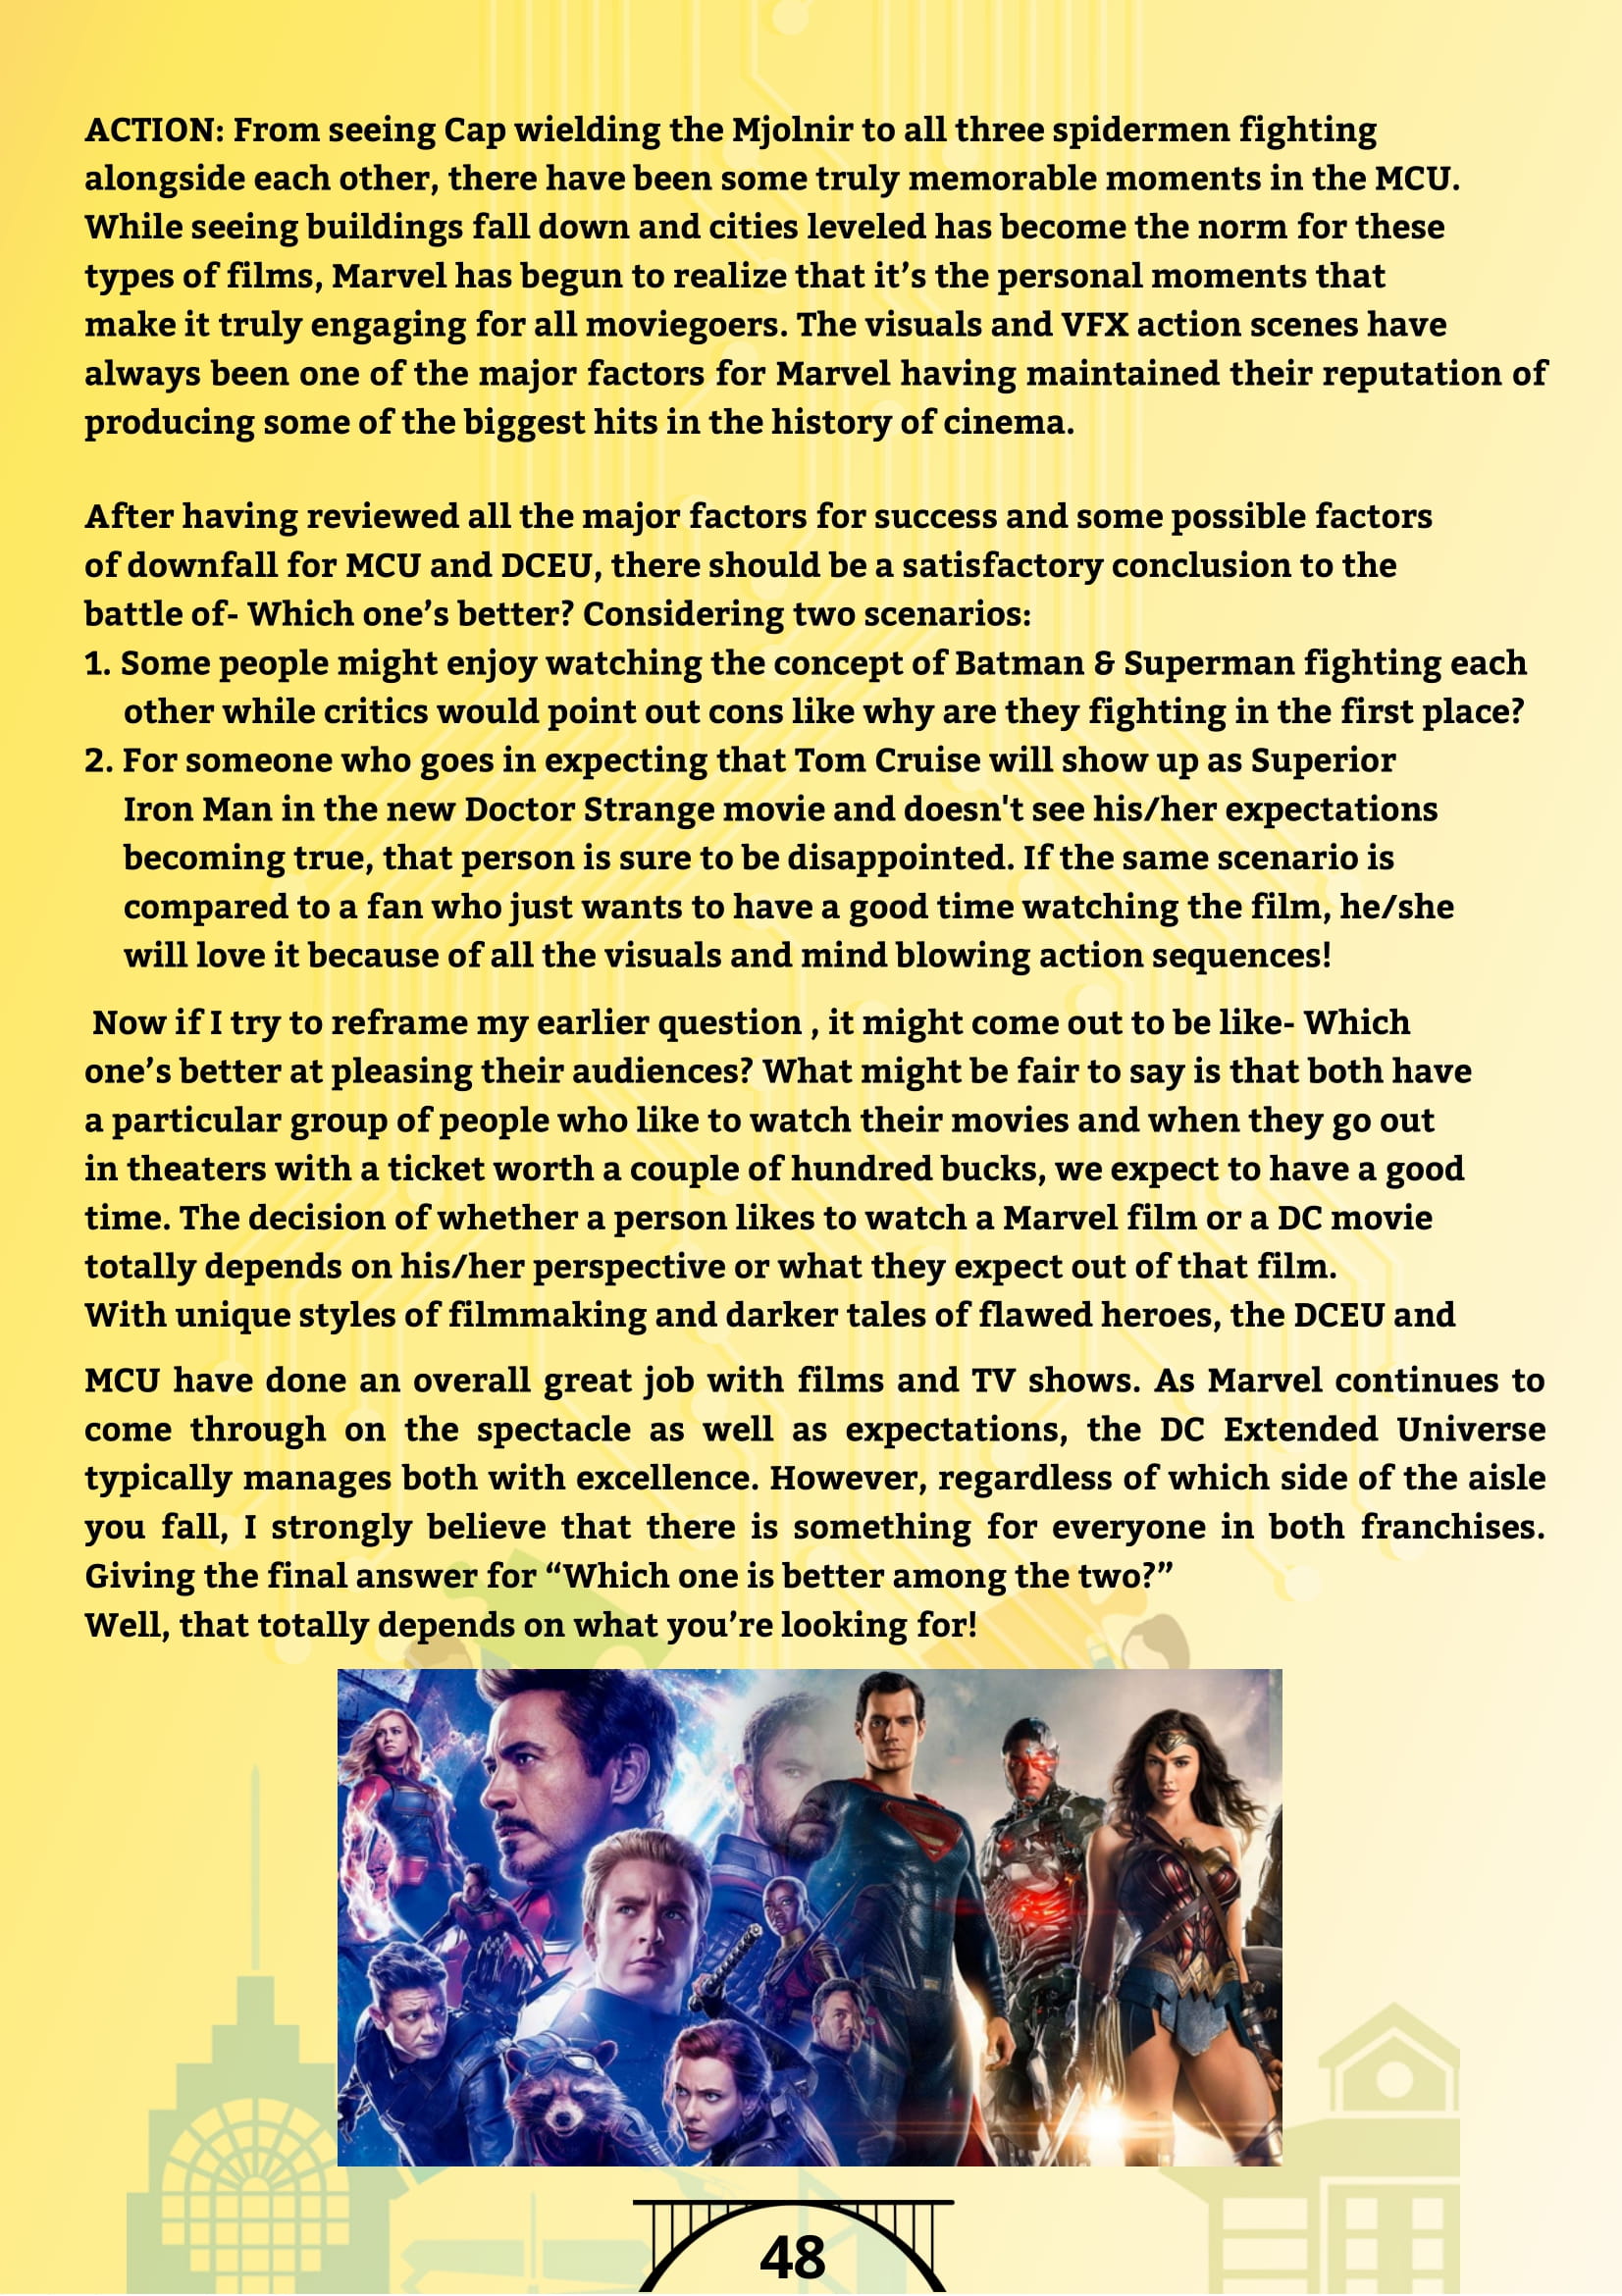 ACTION: From seeing Cap wielding the Mjolnir to all three spidermen fighting
alongside each other, there have been some truly memorable moments in the MCU.
While seeing buildings fall down and cities leveled has become the norm for these
types of films, Marvel has begun to realize that it’s the personal moments that
make it truly engaging for all moviegoers. The visuals and VFX action scenes have
always been one of the major factors for Marvel having maintained their reputation of
producing some of the biggest hits in the history of cinema.
After having reviewed all the major factors for success and some possible factors
of downfall for MCU and DCEU, there should be a satisfactory conclusion to the
battle of- Which one’s better? Considering two scenarios:
1. Some people might enjoy watching the concept of Batman & Superman fighting each
other while critics would point out cons like why are they fighting in the first place?
2. For someone who goes in expecting that Tom Cruise will show up as Superior
Iron Man in the new Doctor Strange movie and doesn't see his/her expectations
becoming true, that person is sure to be disappointed. If the same scenario is
compared to a fan who just wants to have a good time watching the film, he/she
will love it because of all the visuals and mind blowing action sequences!
Now if I try to reframe my earlier question , it might come out to be like- Which
one’s better at pleasing their audiences? What might be fair to say is that both have
a particular group of people who like to watch their movies and when they go out
in theaters with a ticket worth a couple of hundred bucks, we expect to have a good
time. The decision of whether a person likes to watch a Marvel film or a DC movie
totally depends on his/her perspective or what they expect out of that film.
With unique styles of filmmaking and darker tales of flawed heroes, the DCEU and
MCU have done an overall great job with films and TV shows. As Marvel continues to
come through on the spectacle as well as expectations, the DC Extended Universe
typically manages both with excellence. However, regardless of which side of the aisle
you fall, I strongly believe that there is something for everyone in both franchises.
Giving the final answer for “Which one is better among the two?”
Well, that totally depends on what you’re looking for!
48